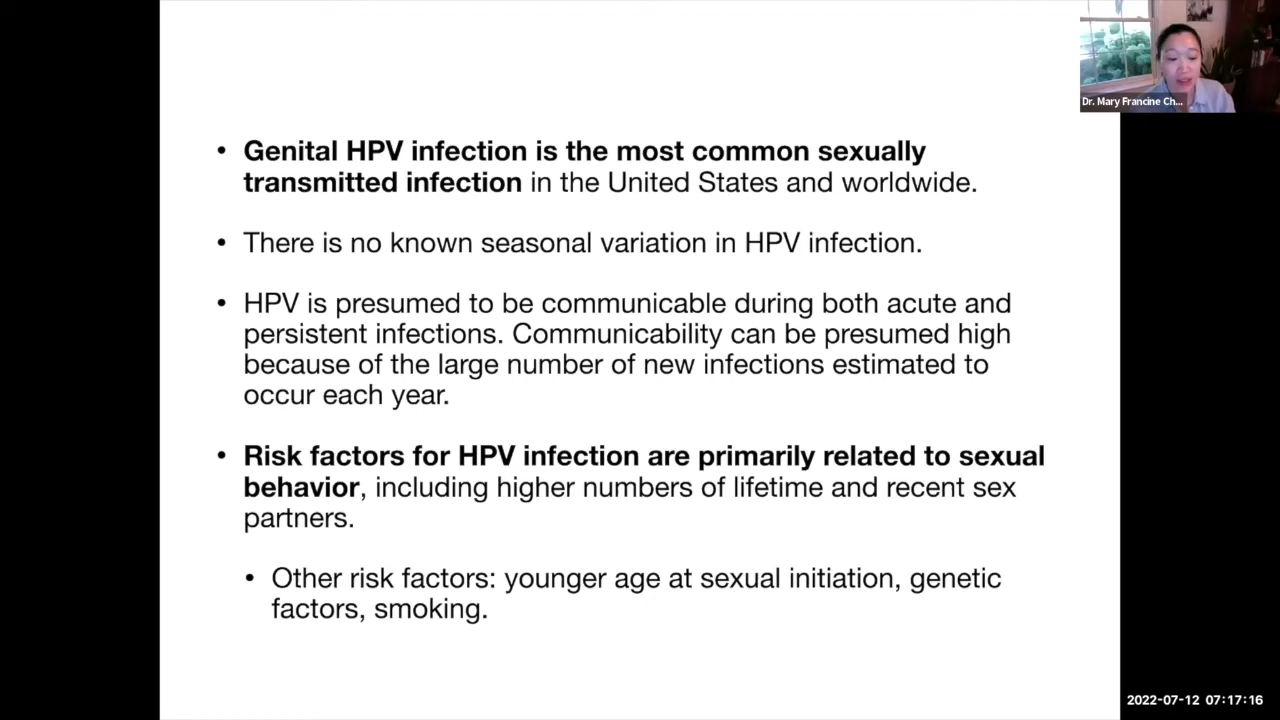 Dr. Mary Francine Ch...
• Genital HPV infection is the most common sexually
transmitted infection in the United States and worldwide.
• There is no known seasonal variation in HPV infection.
• HPV is presumed to be communicable during both acute and
persistent infections. Communicability can be presumed high
because of the large number of new infections estimated to
occur each year.
• Risk factors for HPV infection are primarily related to sexual
behavior, including higher numbers of lifetime and recent sex
partners.
• Other risk factors: younger age at sexual initiation, genetic
factors, smoking.
2022-07-12 07:17:16